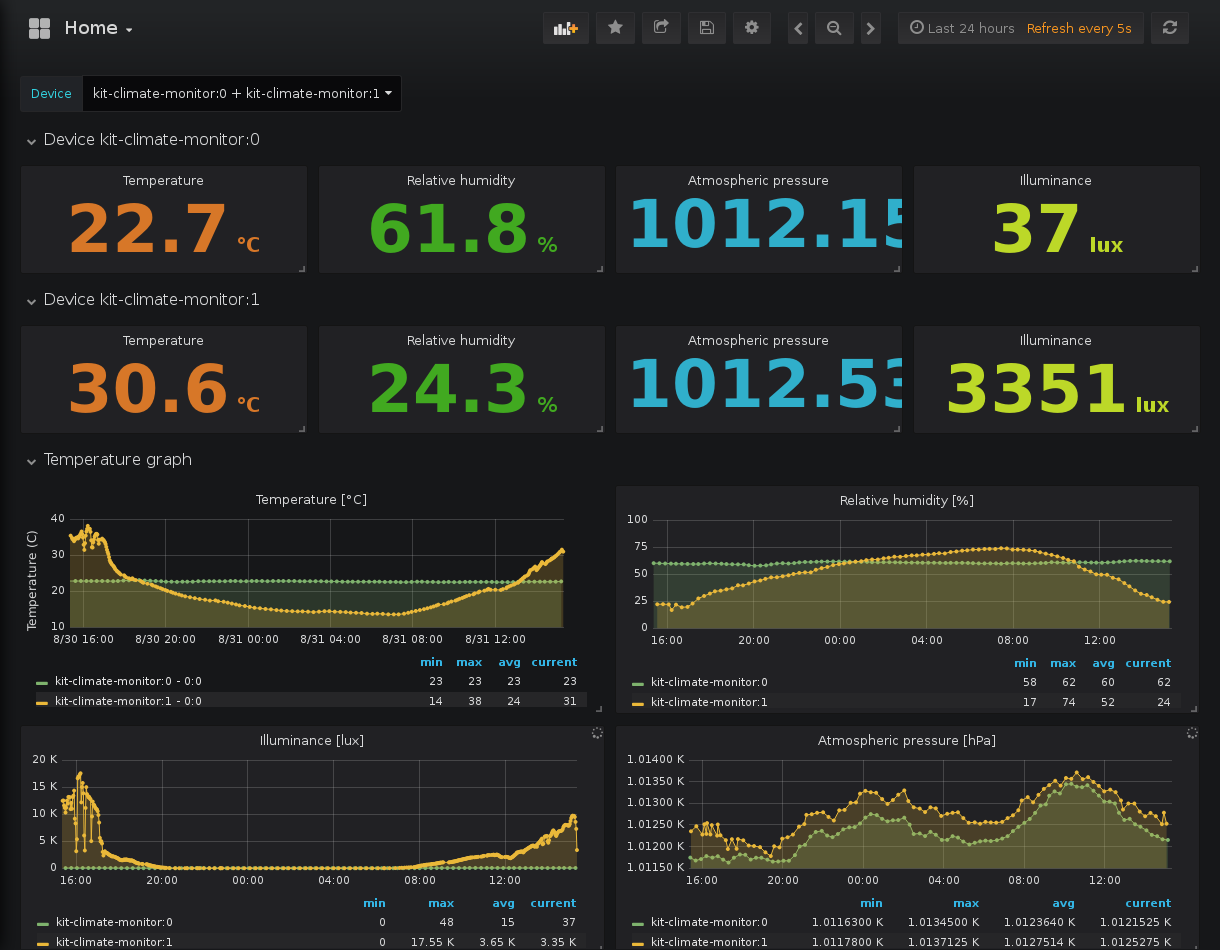 Home
Last 24 hours Refresh every 5s
Device kit-climate-monitor:0 + kit-climate-monitor:1
Device kit-climate-monitor:0
Temperature Relative humidity Atmospheric pressure Illuminance
22.7 °C 61.8 % 1012.15 37 lux
Device kit-climate-monitor:1
Temperature Relative humidity Atmospheric pressure Illuminance
30.6 °C 24.3 % 1012.53 3351 lux
Temperature graph
Temperature [°C]
Temperature (C)
40
30
20
10
8/30 16:00 8/30 20:00 8/31 00:00 8/31 04:00 8/31 08:00 8/31 12:00
min max avg current
kit-climate-monitor:0 - 0:0 23 23 23 23
kit-climate-monitor:1 - 0:0 14 38 24 31
Relative humidity [%]
100
75
50
25
0
16:00 20:00 00:00 04:00 08:00 12:00
min max avg current
kit-climate-monitor:0 58 62 60 62
kit-climate-monitor:1 17 74 52 24
Illuminance [lux]
20 K
15 K
10 K
5 K
0
16:00 20:00 00:00 04:00 08:00 12:00
min max avg current
kit-climate-monitor:0 0 48 15 37
kit-climate-monitor:1 0 17.55 K 3.65 K 3.35 K
Atmospheric pressure [hPa]
1.01400 K
1.01350 K
1.01300 K
1.01250 K
1.01200 K
1.01150 K
16:00 20:00 00:00 04:00 08:00 12:00
min max avg current
kit-climate-monitor:0 1.0116300 K 1.0134500 K 1.0123640 K 1.0121525 K
kit-climate-monitor:1 1.0117800 K 1.0137125 K 1.0127514 K 1.0125275 K